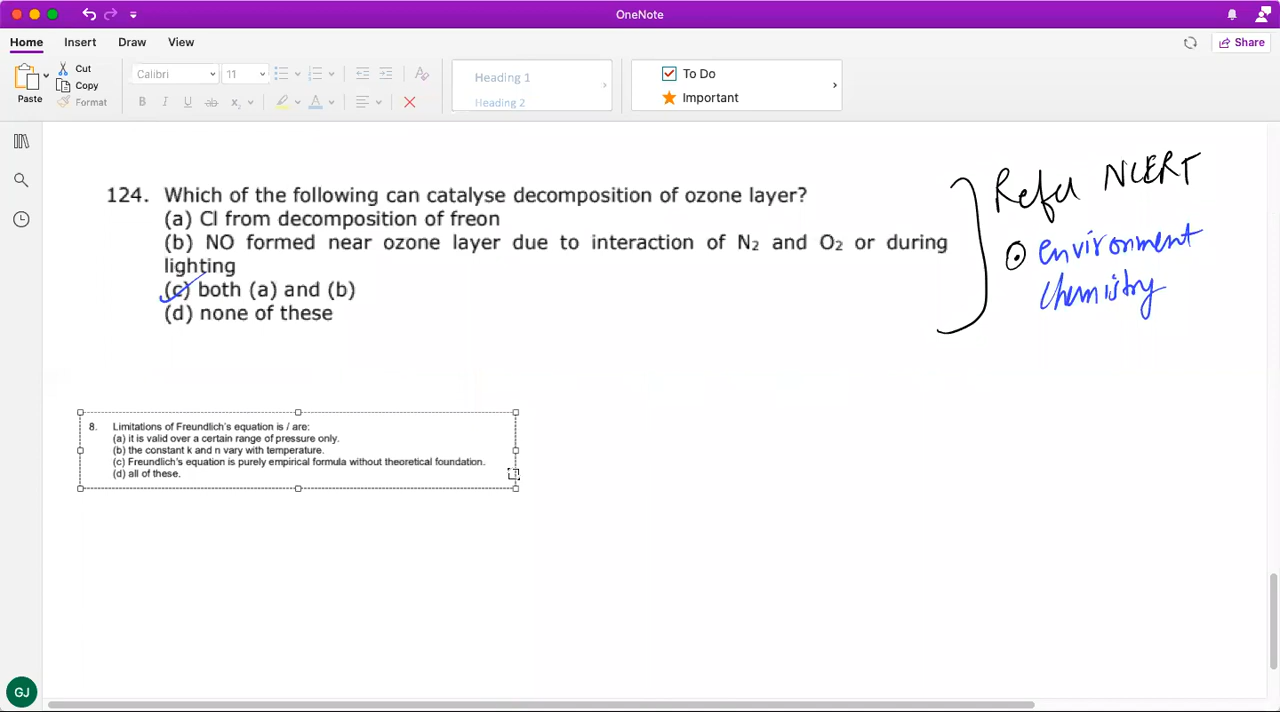 OneNote
Home Insert Draw View
Share
Paste
Cut
Copy
Format
Calibri 11
B I U ab x
Heading 1
Heading 2
To Do
Important
124. Which of the following can catalyse decomposition of ozone layer?
(a) Cl from decomposition of freon
(b) NO formed near ozone layer due to interaction of N₂ and O₂ or during
lighting
(c) both (a) and (b)
(d) none of these
Refer NCERT
environment
chemistry
8. Limitations of Freundlich's equation is / are:
(a) it is valid over a certain range of pressure only.
(b) the constant k and n vary with temperature.
(c) Freundlich's equation is purely empirical formula without theoretical foundation.
(d) all of these.
GJ